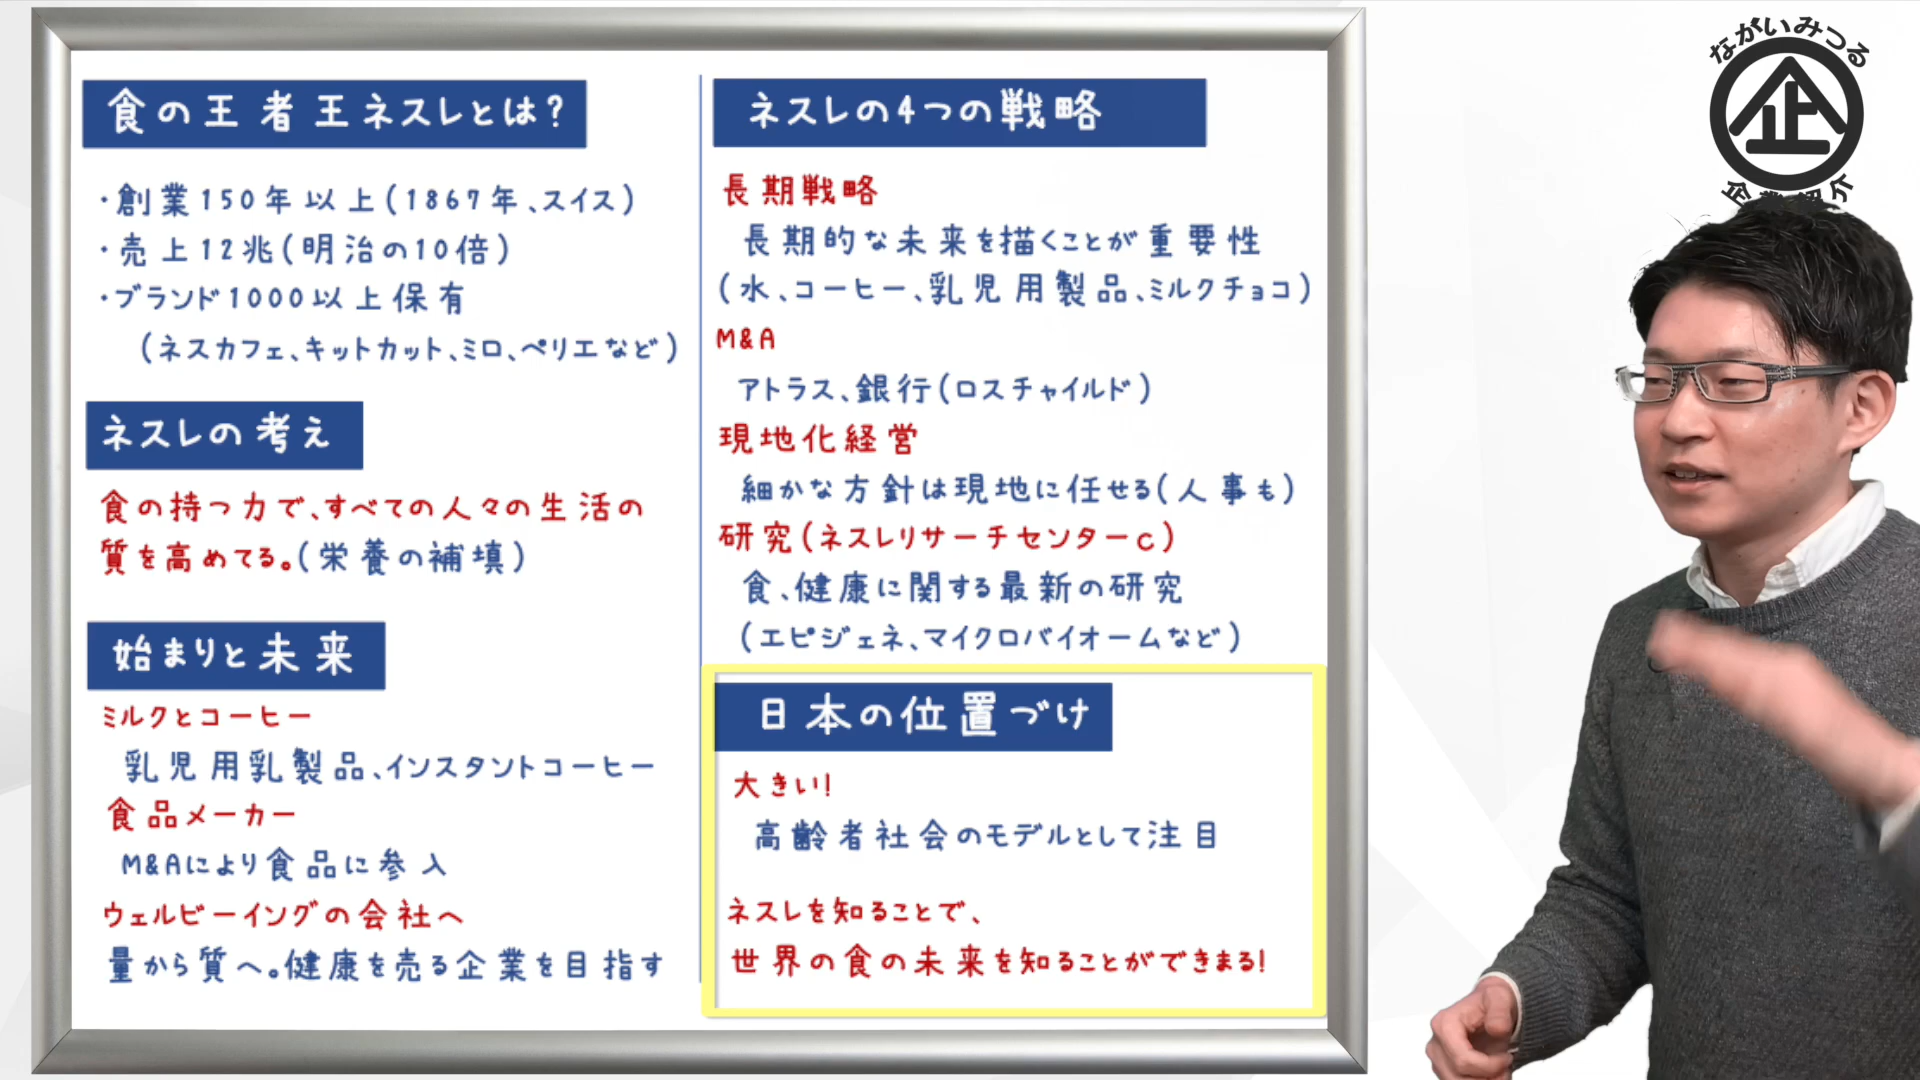 食の王者王ネスレとは?
・創業150年以上(1867年、スイス)
・売上12兆(明治の10倍)
・ブランド1000以上保有
(ネスカフェ、キットカット、ミロ、ペリエなど)
ネスレの考え
食の持つ力で、すべての人々の生活の
質を高めてる。(栄養の補填)
始まりと未来
ミルクとコーヒー
乳児用乳製品、インスタントコーヒー
食品メーカー
M&Aにより食品に参入
ウェルビーイングの会社へ
量から質へ。健康を売る企業を目指す
ネスレの4つの戦略
長期戦略
長期的な未来を描くことが重要性
(水、コーヒー、乳児用製品、ミルクチョコ)
M&A
アトラス、銀行(ロスチャイルド)
現地化経営
細かな方針は現地に任せる(人事も)
研究(ネスレリサーチセンターc)
食、健康に関する最新の研究
(エピジェネ、マイクロバイオームなど)
日本の位置づけ
大きい!
高齢者社会のモデルとして注目
ネスレを知ることで、
世界の食の未来を知ることができまる!
ながいみつる
企